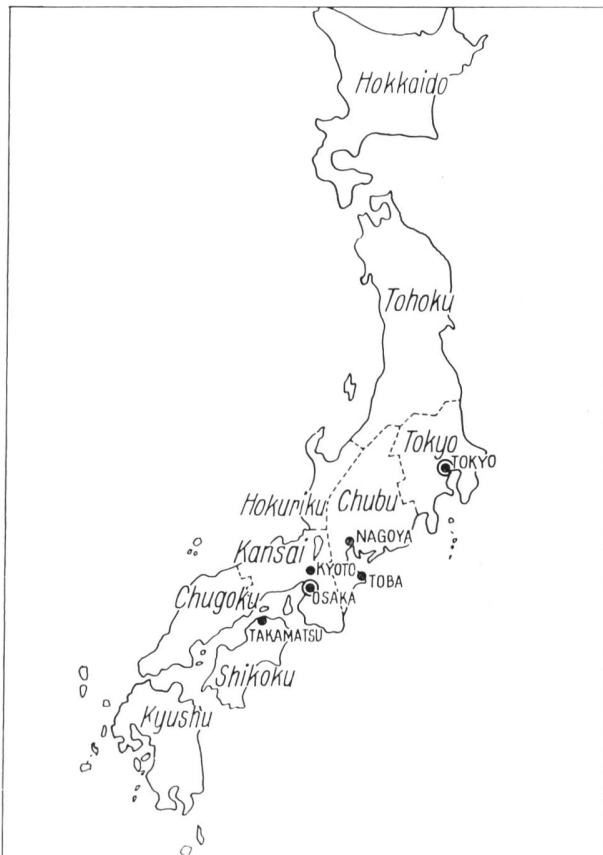 Hokkaido
Tohoku
Tokyo
TOKYO
Hokuriku
Chubu
NAGOYA
Kansai
KYOTO
TOBA
Chugoku
OSAKA
TAKAMATSU
Shikoku
Kyushu